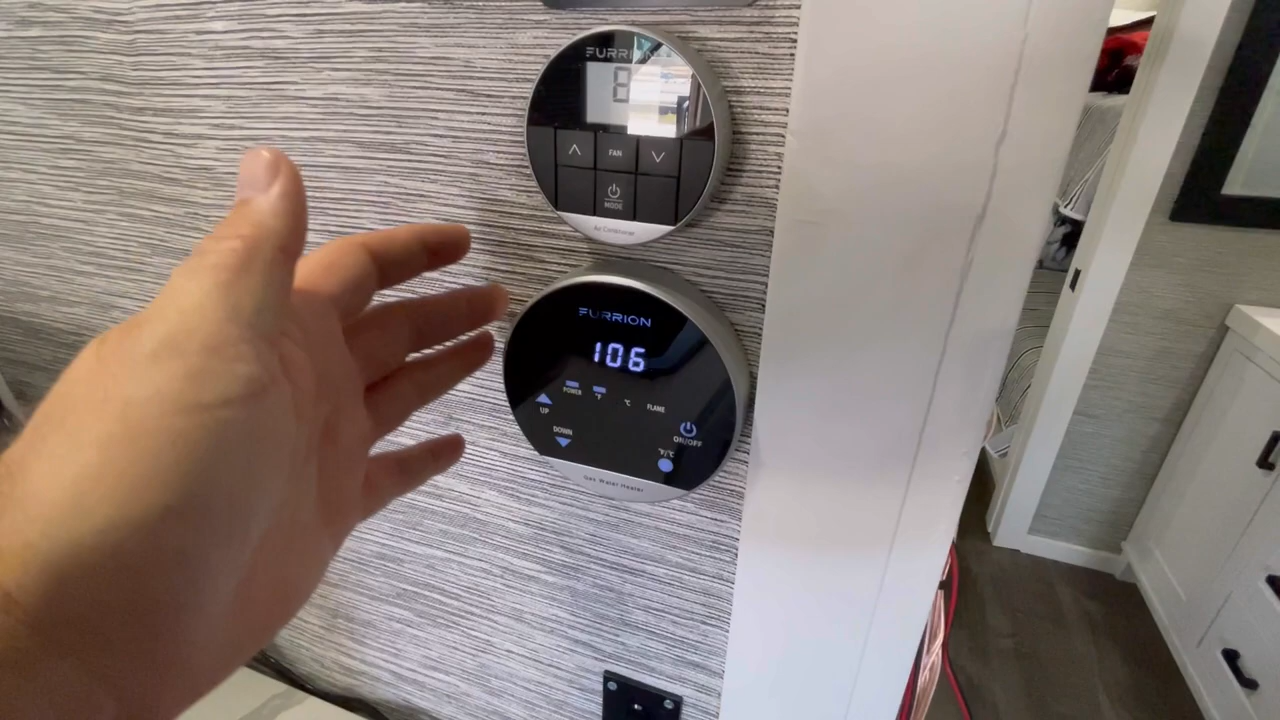 FURRION
8
FAN
MODE
Air Conditioner
FURRION
106
POWER °F °C FLAME
UP
DOWN
ON/OFF
°F/°C
Gas Water Heater